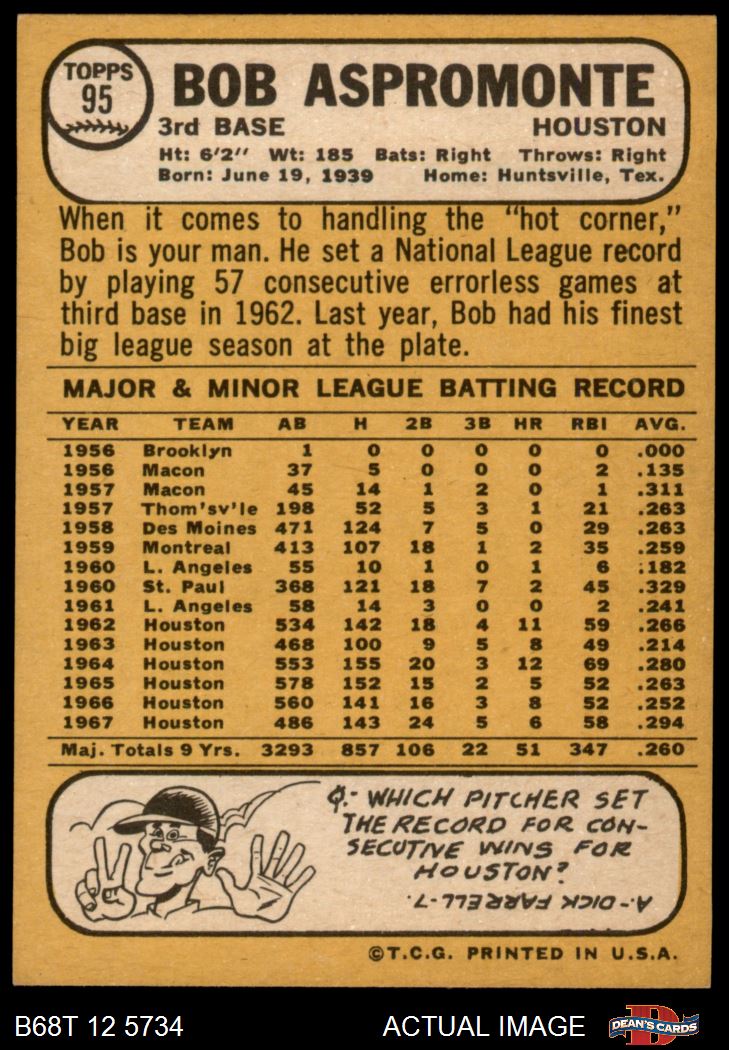 TOPPS
95
BOB ASPROMONTE
3rd BASE HOUSTON
Ht: 6'2" Wt: 185 Bats: Right Throws: Right
Born: June 19, 1939 Home: Huntsville, Tex.
When it comes to handling the "hot corner,"
Bob is your man. He set a National League record
by playing 57 consecutive errorless games at
third base in 1962. Last year, Bob had his finest
big league season at the plate.
MAJOR & MINOR LEAGUE BATTING RECORD
YEAR TEAM AB H 2B 3B HR RBI AVG.
1956 Brooklyn 1 0 0 0 0 0 .000
1956 Macon 37 5 0 0 0 2 .135
1957 Macon 45 14 1 2 0 1 .311
1957 Thom'sv'le 198 52 5 3 1 21 .263
1958 Des Moines 471 124 7 5 0 29 .263
1959 Montreal 413 107 18 1 2 35 .259
1960 L. Angeles 55 10 1 0 1 6 .182
1960 St. Paul 368 121 18 7 2 45 .329
1961 L. Angeles 58 14 3 0 0 2 .241
1962 Houston 534 142 18 4 11 59 .266
1963 Houston 468 100 9 5 8 49 .214
1964 Houston 553 155 20 3 12 69 .280
1965 Houston 578 152 15 2 5 52 .263
1966 Houston 560 141 16 3 8 52 .252
1967 Houston 486 143 24 5 6 58 .294
Maj. Totals 9 Yrs. 3293 857 106 22 51 347 .260
Q.- WHICH PITCHER SET
THE RECORD FOR CON-
SECUTIVE WINS FOR
HOUSTON?
A.- DICK FARRELL-7.
©T.C.G. PRINTED IN U.S.A.
B68T 12 5734 ACTUAL IMAGE
D
DEAN'S CARDS